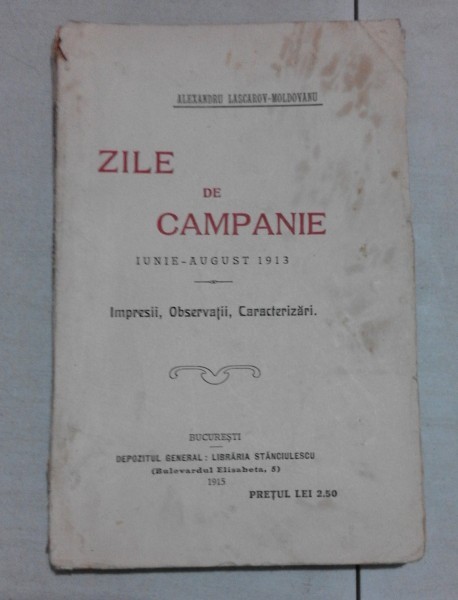 ALEXANDRU LASCAROV-MOLDOVANU
ZILE
DE
CAMPANIE
IUNIE-AUGUST 1913
Impresii, Observații, Caracterizări.
BUCUREȘTI
DEPOZITUL GENERAL: LIBRĂRIA STĂNCIULESCU
(Bulevardul Elisabeta, 5)
1915
PREȚUL LEI 2.50